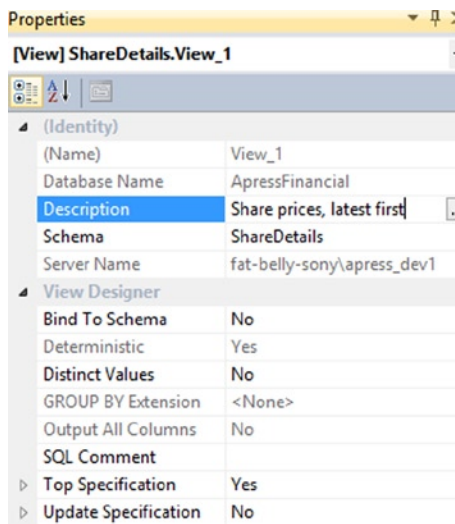 Properties
[View] ShareDetails.View_1
(Identity)
(Name) View_1
Database Name ApressFinancial
Description Share prices, latest first
Schema ShareDetails
Server Name fat-belly-sony\apress_dev1
View Designer
Bind To Schema No
Deterministic Yes
Distinct Values No
GROUP BY Extension <None>
Output All Columns No
SQL Comment
Top Specification Yes
Update Specification No